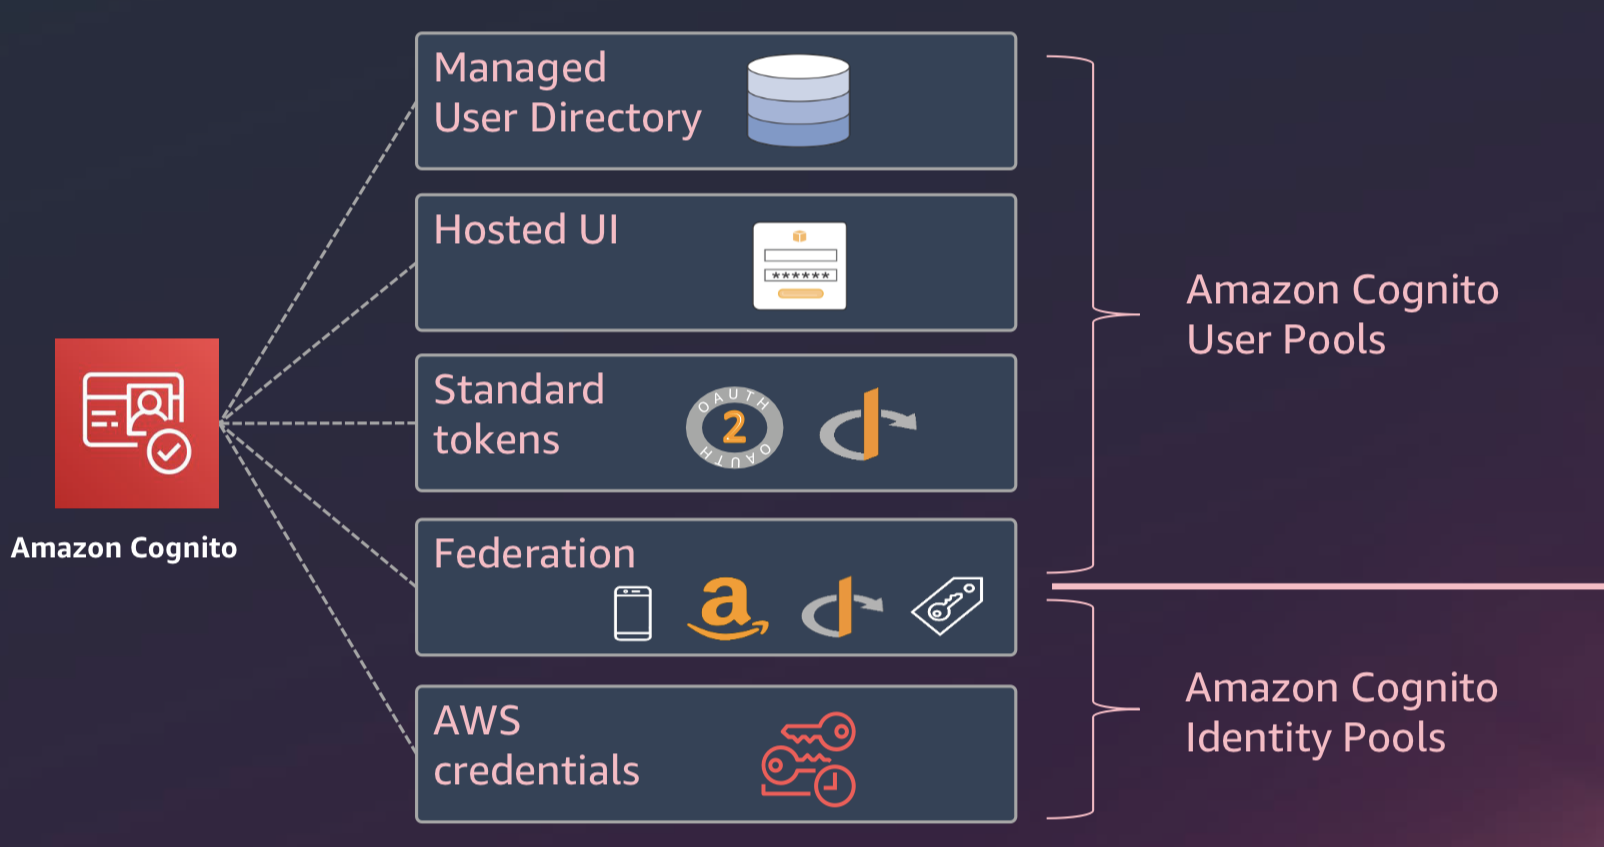 Managed
User Directory
Hosted UI
******
Standard
tokens
OAUTH
2
OAUTH
Federation
a
AWS
credentials
Amazon Cognito
Amazon Cognito
User Pools
Amazon Cognito
Identity Pools